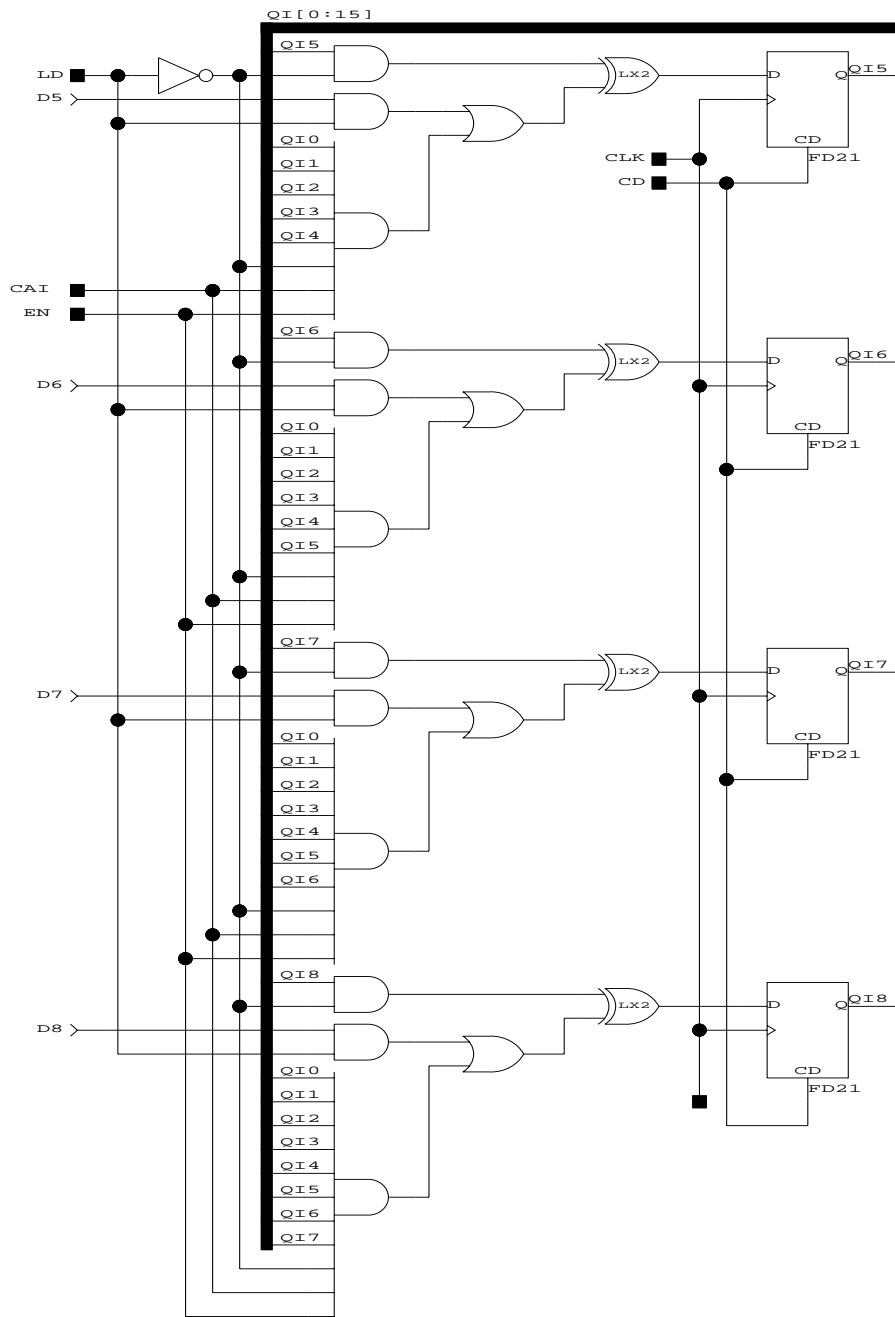 QI[0:15]
QI5
LD
LX2
D
Q
QI5
D5
QI0
CD
CLK
FD21
QI1
CD
QI2
QI3
QI4
CAI
EN
QI6
LX2
D
Q
QI6
D6
QI0
CD
FD21
QI1
QI2
QI3
QI4
QI5
QI7
LX2
D
Q
QI7
D7
QI0
CD
FD21
QI1
QI2
QI3
QI4
QI5
QI6
QI8
LX2
D
Q
QI8
D8
QI0
CD
FD21
QI1
QI2
QI3
QI4
QI5
QI6
QI7